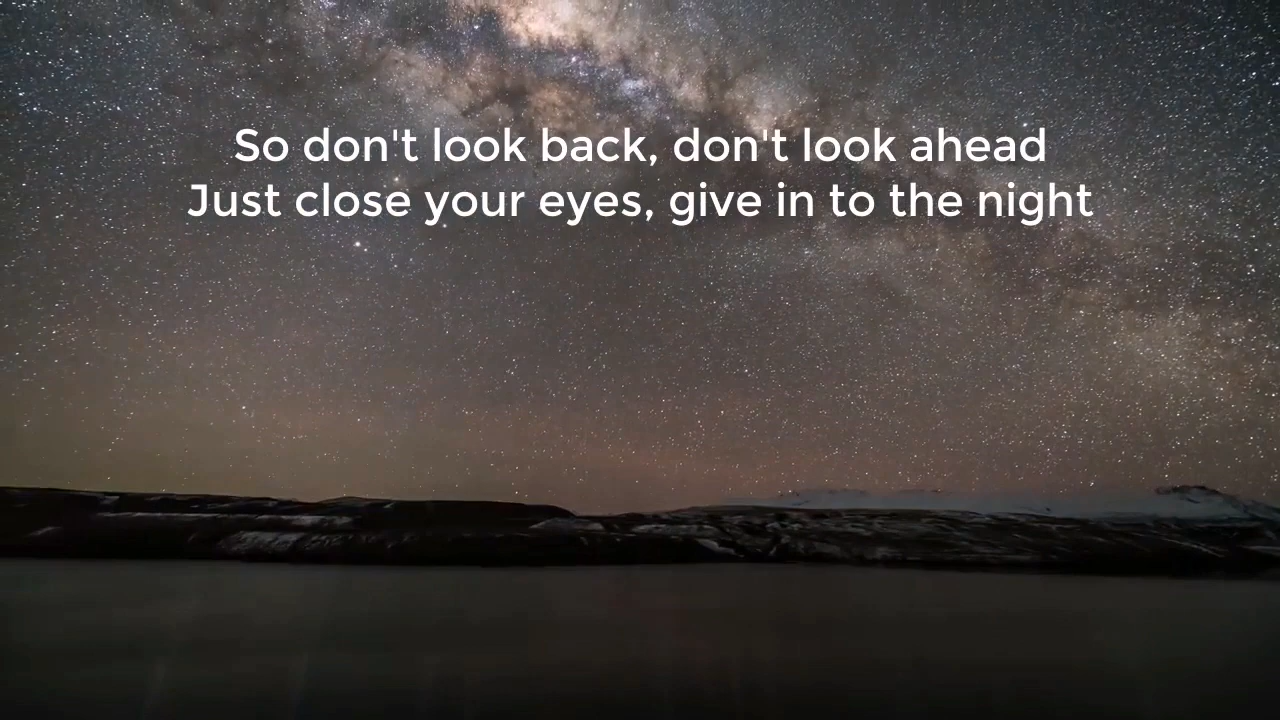 So don't look back, don't look ahead
Just close your eyes, give in to the night